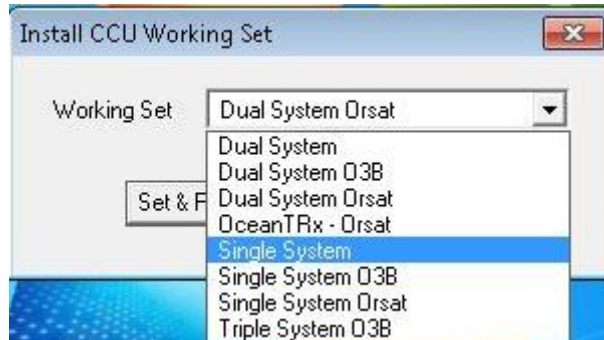 Install CCU Working Set
Working Set Dual System Orsat
Dual System
Dual System O3B
Dual System Orsat
Set & 
OceanTRx - Orsat
Single System
Single System O3B
Single System Orsat
Triple System O3B